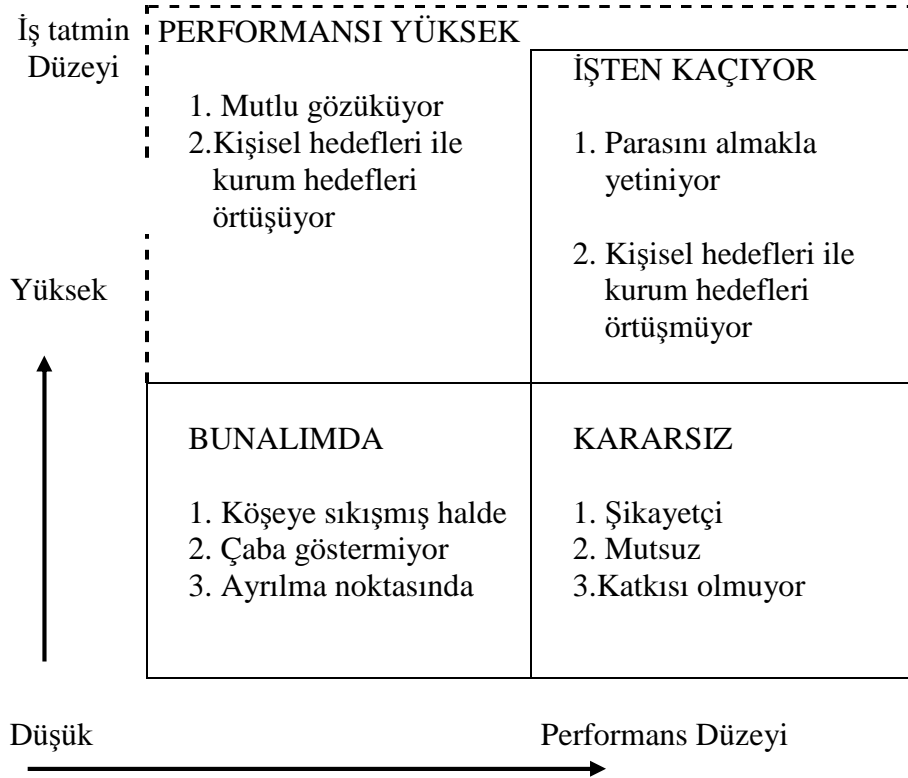 İş tatmin
Düzeyi
PERFORMANSI YÜKSEK
1. Mutlu gözüküyor
2.Kişisel hedefleri ile
kurum hedefleri
örtüşüyor
İŞTEN KAÇIYOR
1. Parasını almakla
yetiniyor
2. Kişisel hedefleri ile
kurum hedefleri
örtüşmüyor
Yüksek
BUNALIMDA
1. Köşeye sıkışmış halde
2. Çaba göstermiyor
3. Ayrılma noktasında
KARARSIZ
1. Şikayetçi
2. Mutsuz
3.Katkısı olmuyor
Düşük
Performans Düzeyi